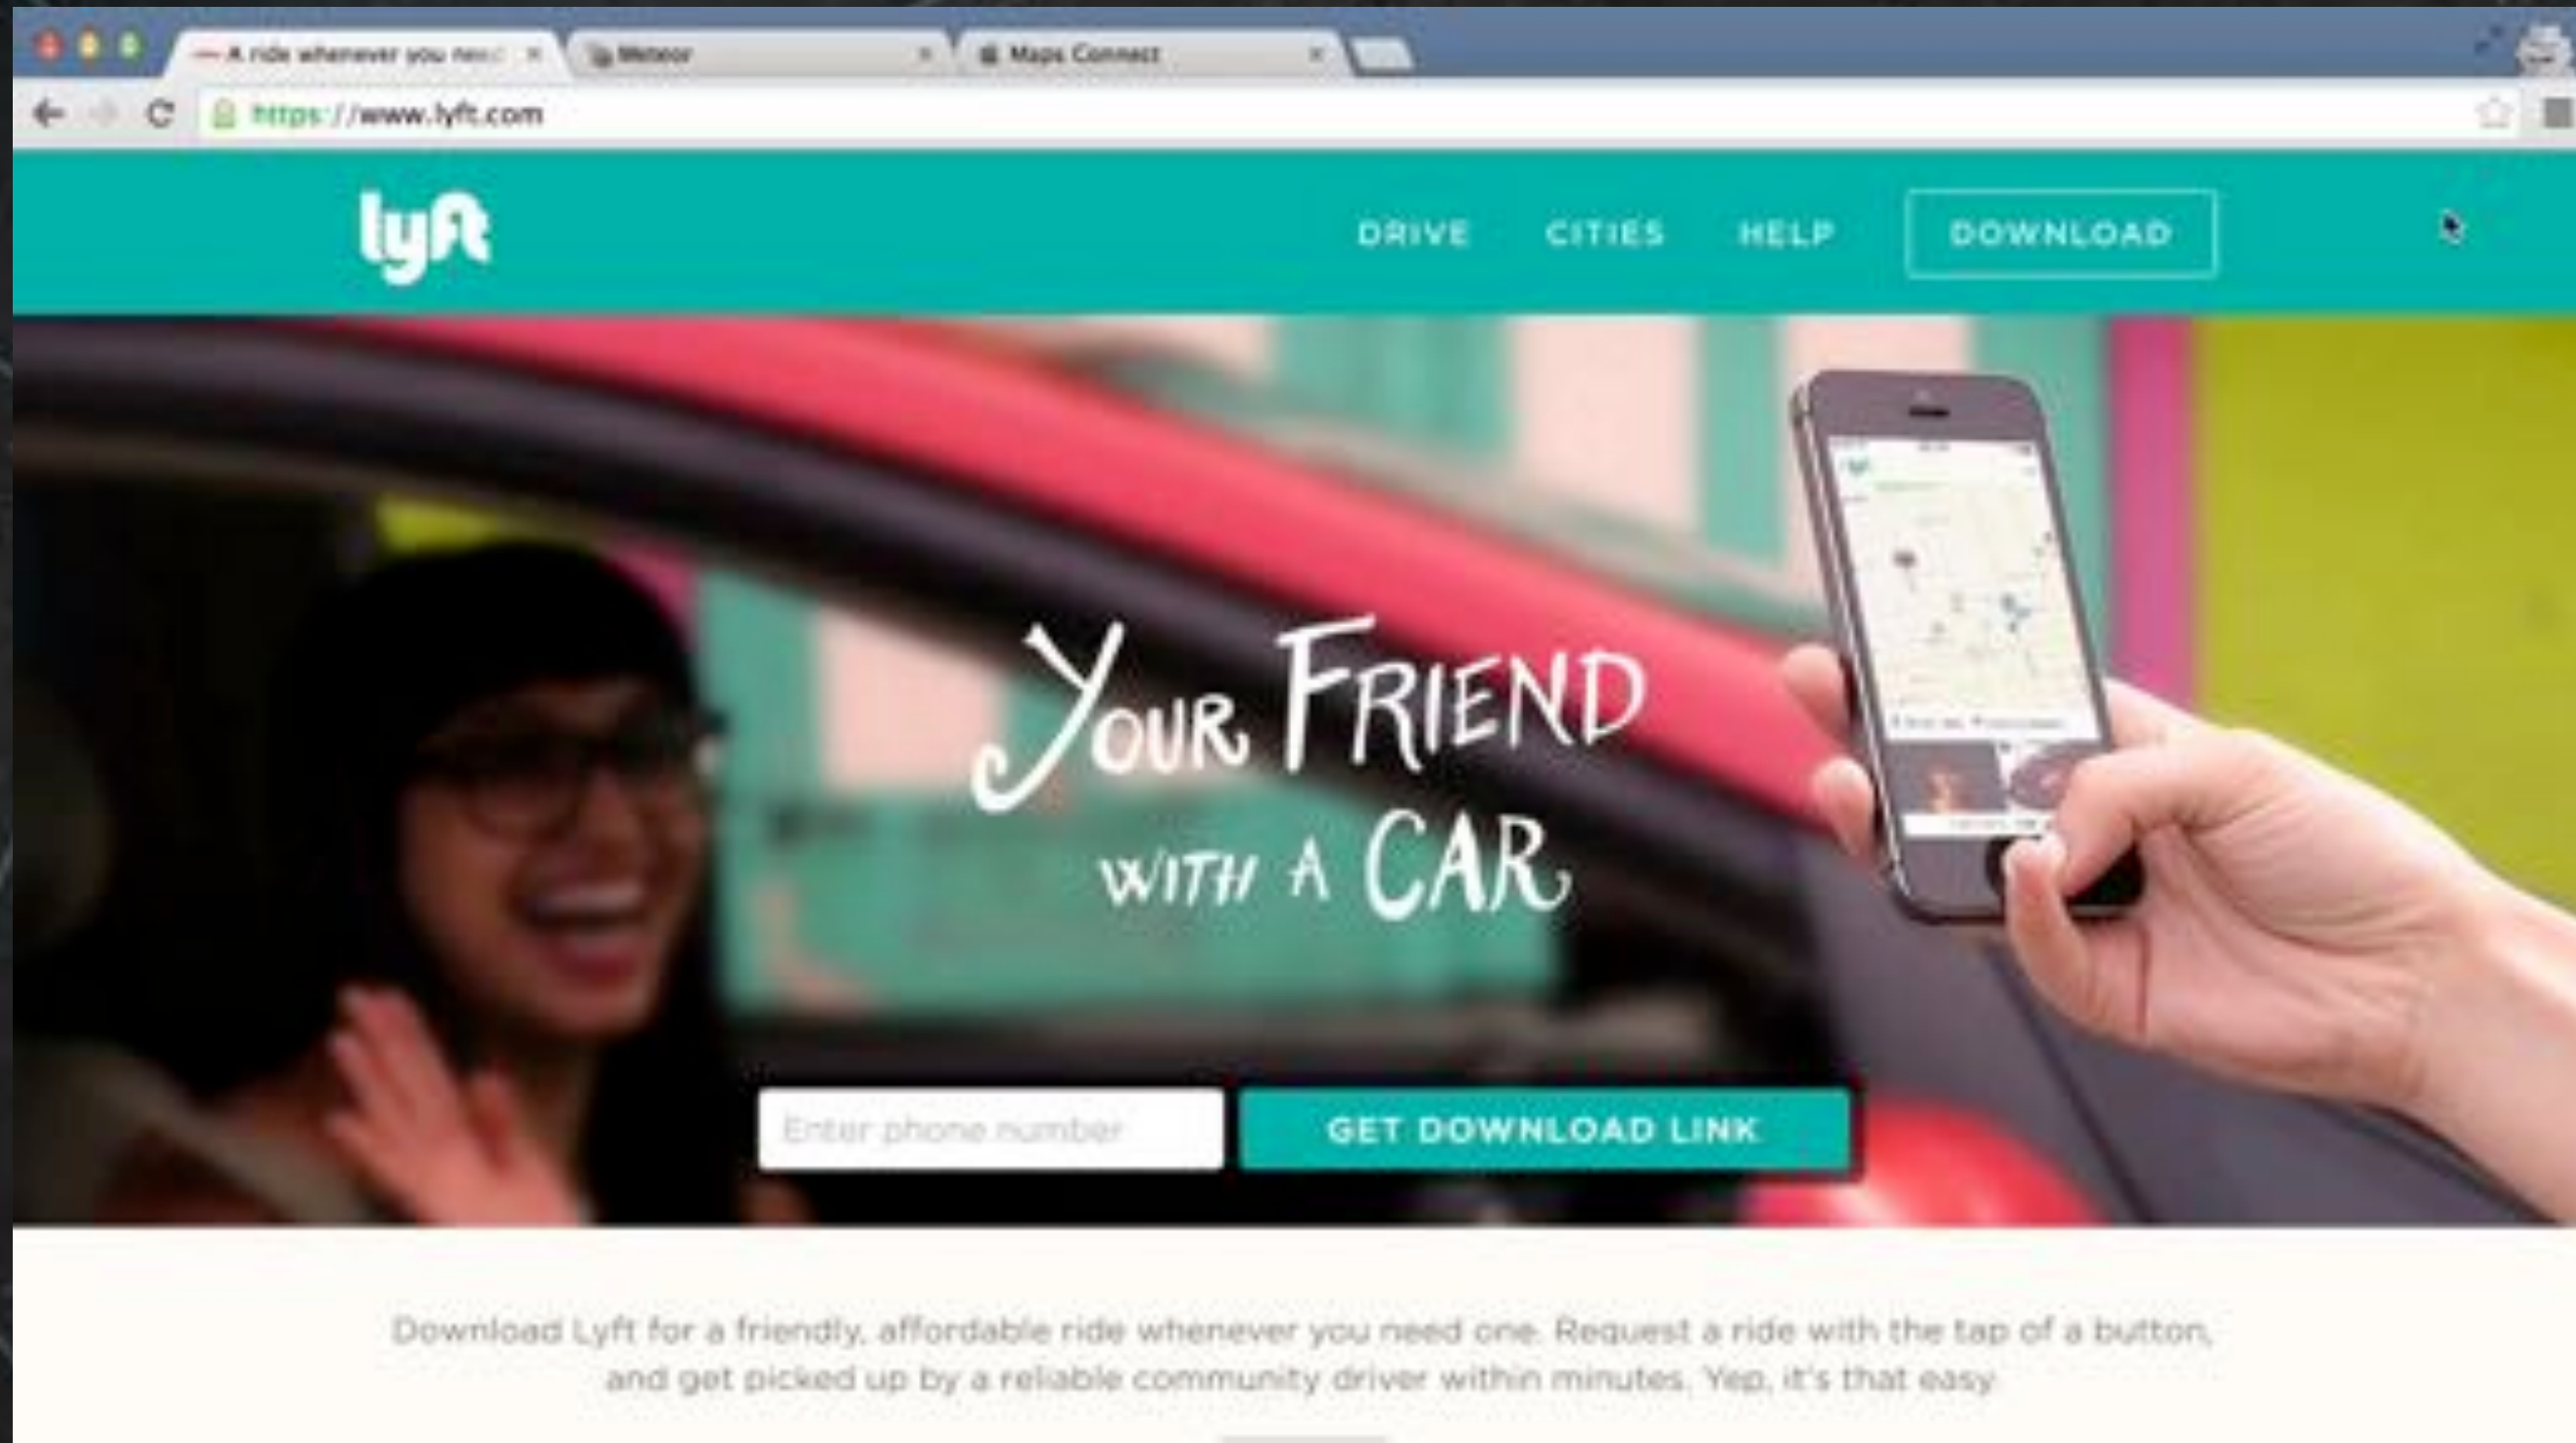 A ride whenever you need
Meteor
Maps Connect
https://www.lyft.com
lyft
DRIVE
CITIES
HELP
DOWNLOAD
YOUR FRIEND
WITH A CAR
Enter phone number
GET DOWNLOAD LINK
Download Lyft for a friendly, affordable ride whenever you need one. Request a ride with the tap of a button,
and get picked up by a reliable community driver within minutes. Yep, it's that easy.